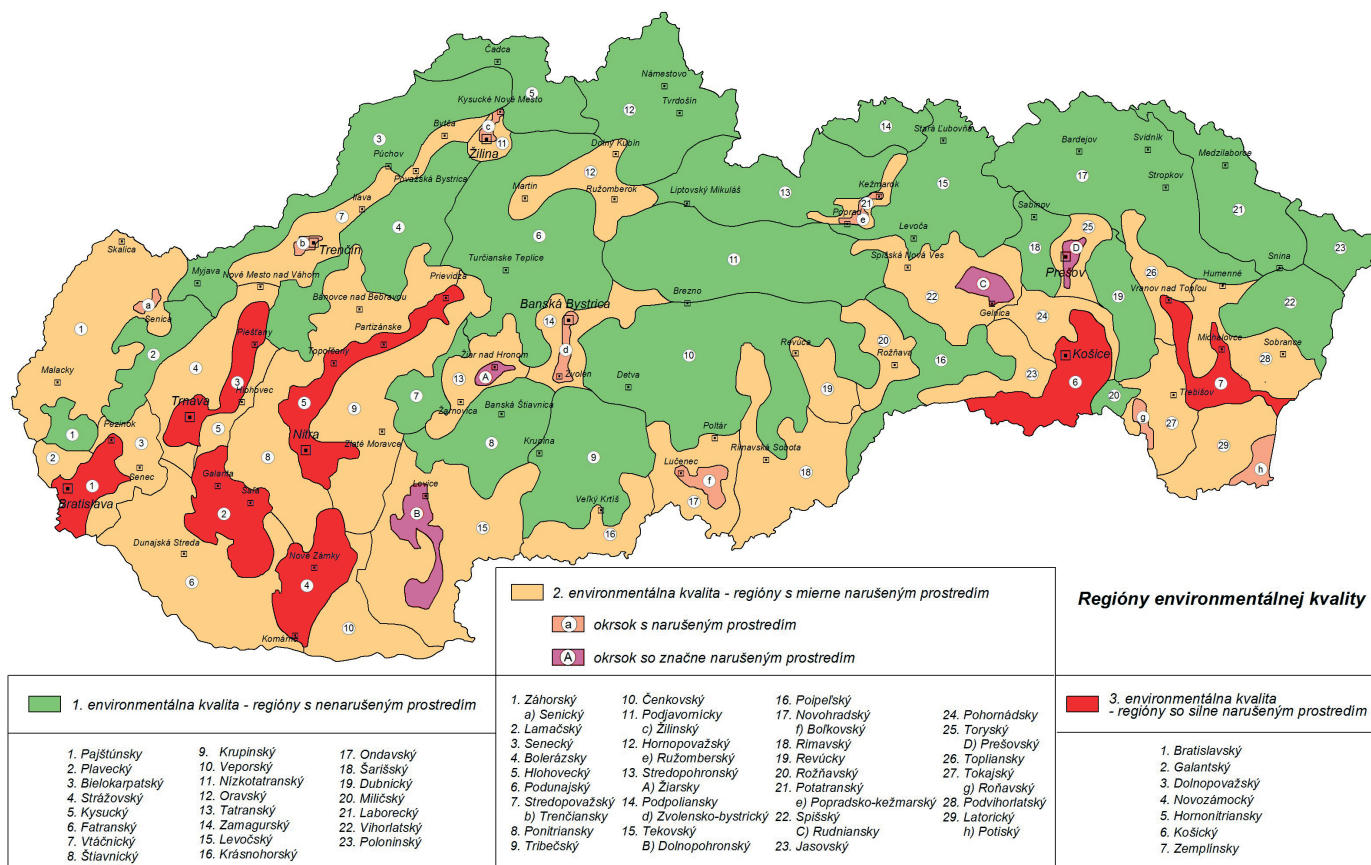 Čadca
Námestovo
Tvrdošín
Kysucké Nové Mesto
Bytča
Žilina
Dolný Kubín
Púchov
Považská Bystrica
Martin
Ružomberok
Liptovský Mikuláš
Ilava
Trenčín
Stará Ľubovňa
Kežmarok
Poprad
Levoča
Spišská Nová Ves
Bardejov
Svidník
Medzilaborce
Stropkov
Sabinov
Prešov
Snina
Humenné
Vranov nad Topľou
Gelnica
Skalica
Myjava
Nové Mesto nad Váhom
Senica
Bánovce nad Bebravou
Prievidza
Turčianske Teplice
Banská Bystrica
Brezno
Piešťany
Partizánske
Topoľčany
Žiar nad Hronom
Zvolen
Detva
Revúca
Rožňava
Košice
Michalovce
Sobrance
Trebišov
Malacky
Hlohovec
Trnava
Pezinok
Senec
Bratislava
Nitra
Zlaté Moravce
Žarnovica
Banská Štiavnica
Krupina
Poltár
Lučenec
Rimavská Sobota
Veľký Krtíš
Galanta
Šaľa
Levice
Dunajská Streda
Nové Zámky
Komárno
Regióny environmentálnej kvality
1. environmentálna kvalita - regióny s nenarušeným prostredím
1. Pajštúnsky
2. Plavecký
3. Bielokarpatský
4. Strážovský
5. Kysucký
6. Fatranský
7. Vtáčnický
8. Štiavnický
9. Krupinský
10. Veporský
11. Nízkotatranský
12. Oravský
13. Tatranský
14. Zamagurský
15. Levočský
16. Krásnohorský
17. Ondavský
18. Šarišský
19. Dubnický
20. Miličský
21. Laborecký
22. Vihorlatský
23. Poloninský
2. environmentálna kvalita - regióny s mierne narušeným prostredím
a okrsok s narušeným prostredím
A okrsok so značne narušeným prostredím
1. Záhorský
a) Senický
2. Lamačský
3. Senecký
4. Bolerázsky
5. Hlohovecký
6. Podunajský
7. Stredopovažský
b) Trenčiansky
8. Ponitriansky
9. Tribečský
10. Čenkovský
11. Podjavornícky
c) Žilinský
12. Hornopovažský
e) Ružomberský
13. Stredopohronský
A) Žiarsky
14. Podpoliansky
d) Zvolensko-bystrický
15. Tekovský
B) Dolnopohronský
16. Poipeľský
17. Novohradský
f) Boľkovský
18. Rimavský
19. Revúcky
20. Rožňavský
21. Potatranský
e) Popradsko-kežmarský
22. Spišský
C) Rudniansky
23. Jasovský
24. Pohornádsky
25. Toryský
D) Prešovský
26. Topliansky
27. Tokajský
g) Roňavský
28. Podvihorlatský
29. Latorický
h) Potiský
3. environmentálna kvalita
- regióny so silne narušeným prostredím
1. Bratislavský
2. Galantský
3. Dolnopovažský
4. Novozámocký
5. Hornonitriansky
6. Košický
7. Zemplínsky